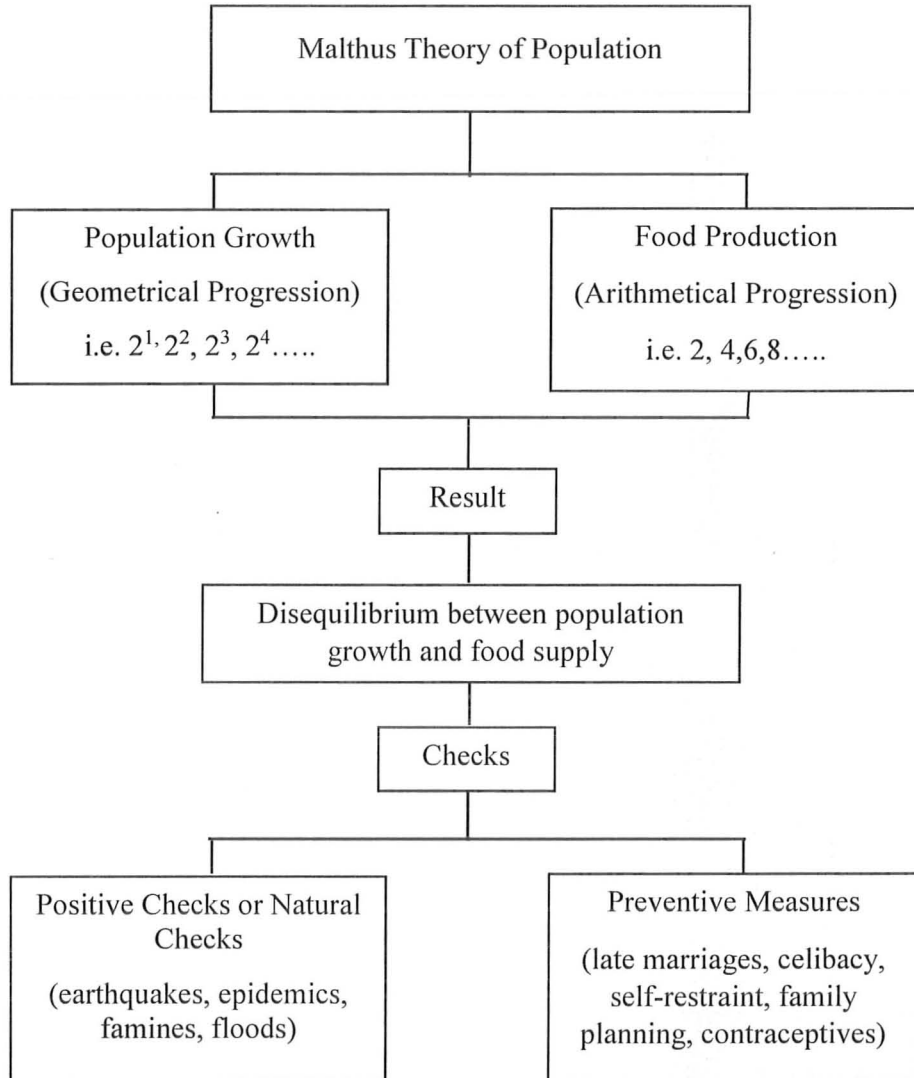 Malthus Theory of Population
Population Growth
(Geometrical Progression)
i.e. 2¹, 2², 2³, 2⁴…..
Food Production
(Arithmetical Progression)
i.e. 2, 4,6,8…..
Result
Disequilibrium between population
growth and food supply
Checks
Positive Checks or Natural
Checks
(earthquakes, epidemics,
famines, floods)
Preventive Measures
(late marriages, celibacy,
self-restraint, family
planning, contraceptives)